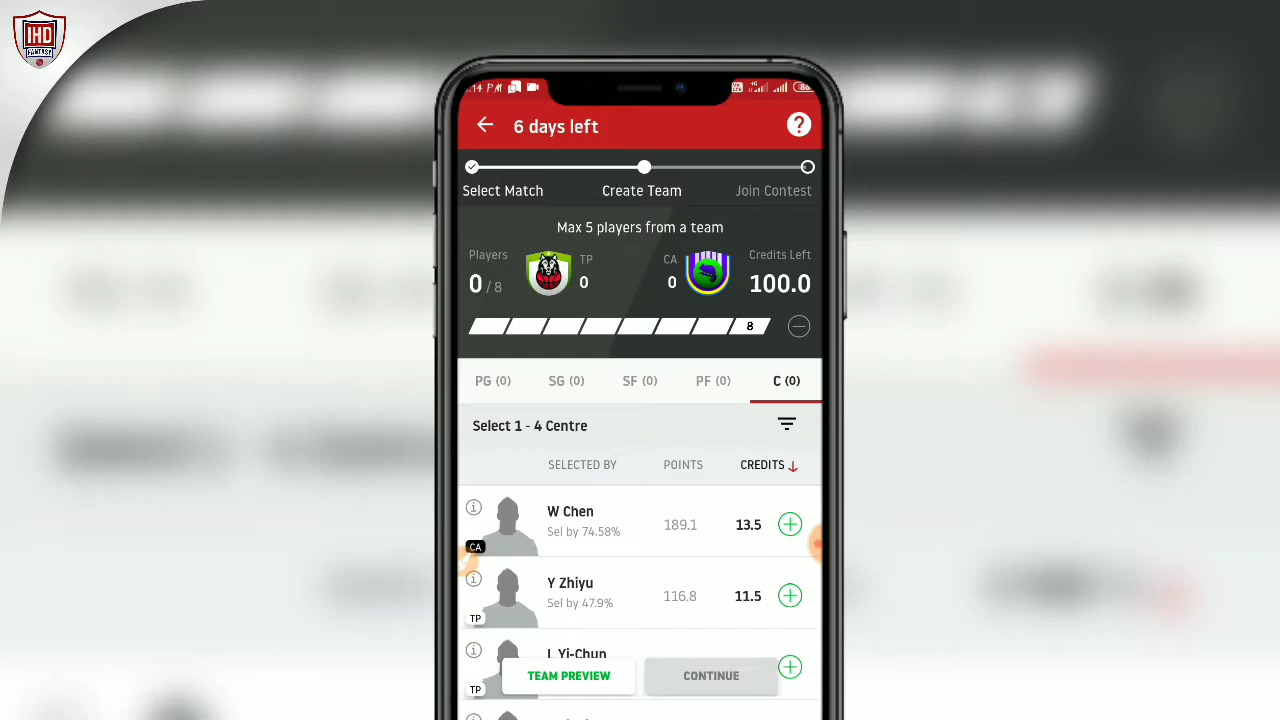 IHD
FANTASY
:14 PM
6 days left
?
Select Match
Create Team
Join Contest
Max 5 players from a team
Players
TP
CA
Credits Left
0 / 8
0
0
100.0
8
PG (0)
SG (0)
SF (0)
PF (0)
C (0)
Select 1 - 4 Centre
SELECTED BY
POINTS
CREDITS
W Chen
Sel by 74.58%
189.1
13.5
CA
Y Zhiyu
Sel by 47.9%
116.8
11.5
TP
L Yi-Chun
TEAM PREVIEW
CONTINUE
TP